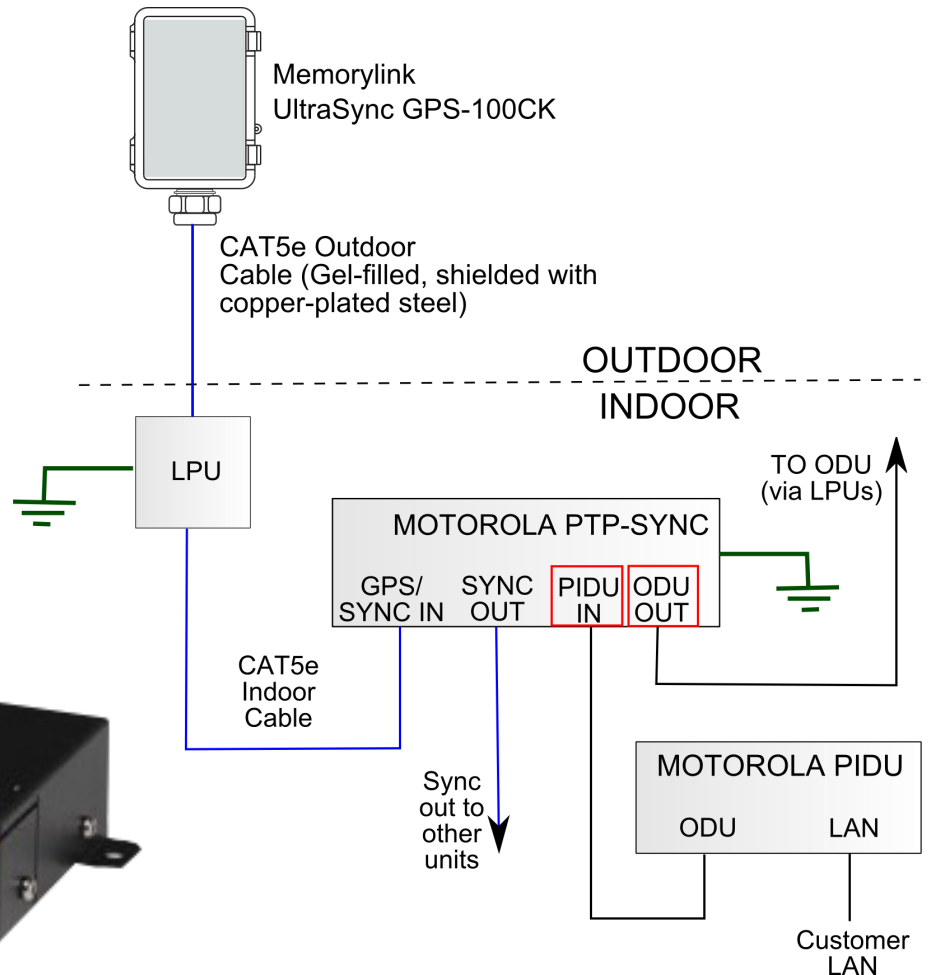 Memorylink
UltraSync GPS-100CK
CAT5e Outdoor
Cable (Gel-filled, shielded with
copper-plated steel)
OUTDOOR
INDOOR
LPU
TO ODU
(via LPUs)
MOTOROLA PTP-SYNC
GPS/
SYNC IN
SYNC
OUT
PIDU
IN
ODU
OUT
CAT5e
Indoor
Cable
Sync
out to
other
units
MOTOROLA PIDU
ODU
LAN
Customer
LAN